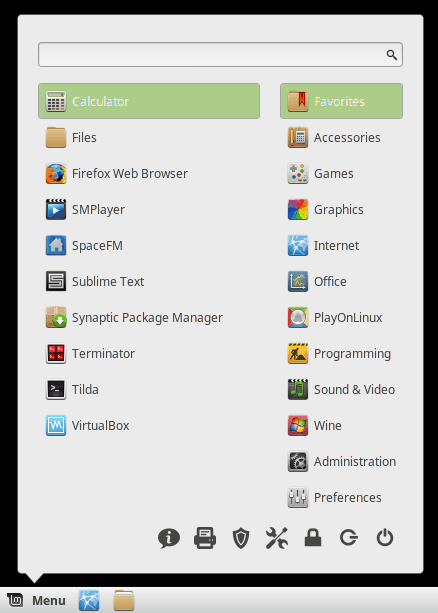 Calculator
Files
Firefox Web Browser
SMPlayer
SpaceFM
Sublime Text
Synaptic Package Manager
Terminator
Tilda
VirtualBox
Favorites
Accessories
Games
Graphics
Internet
Office
PlayOnLinux
Programming
Sound & Video
Wine
Administration
Preferences
Menu